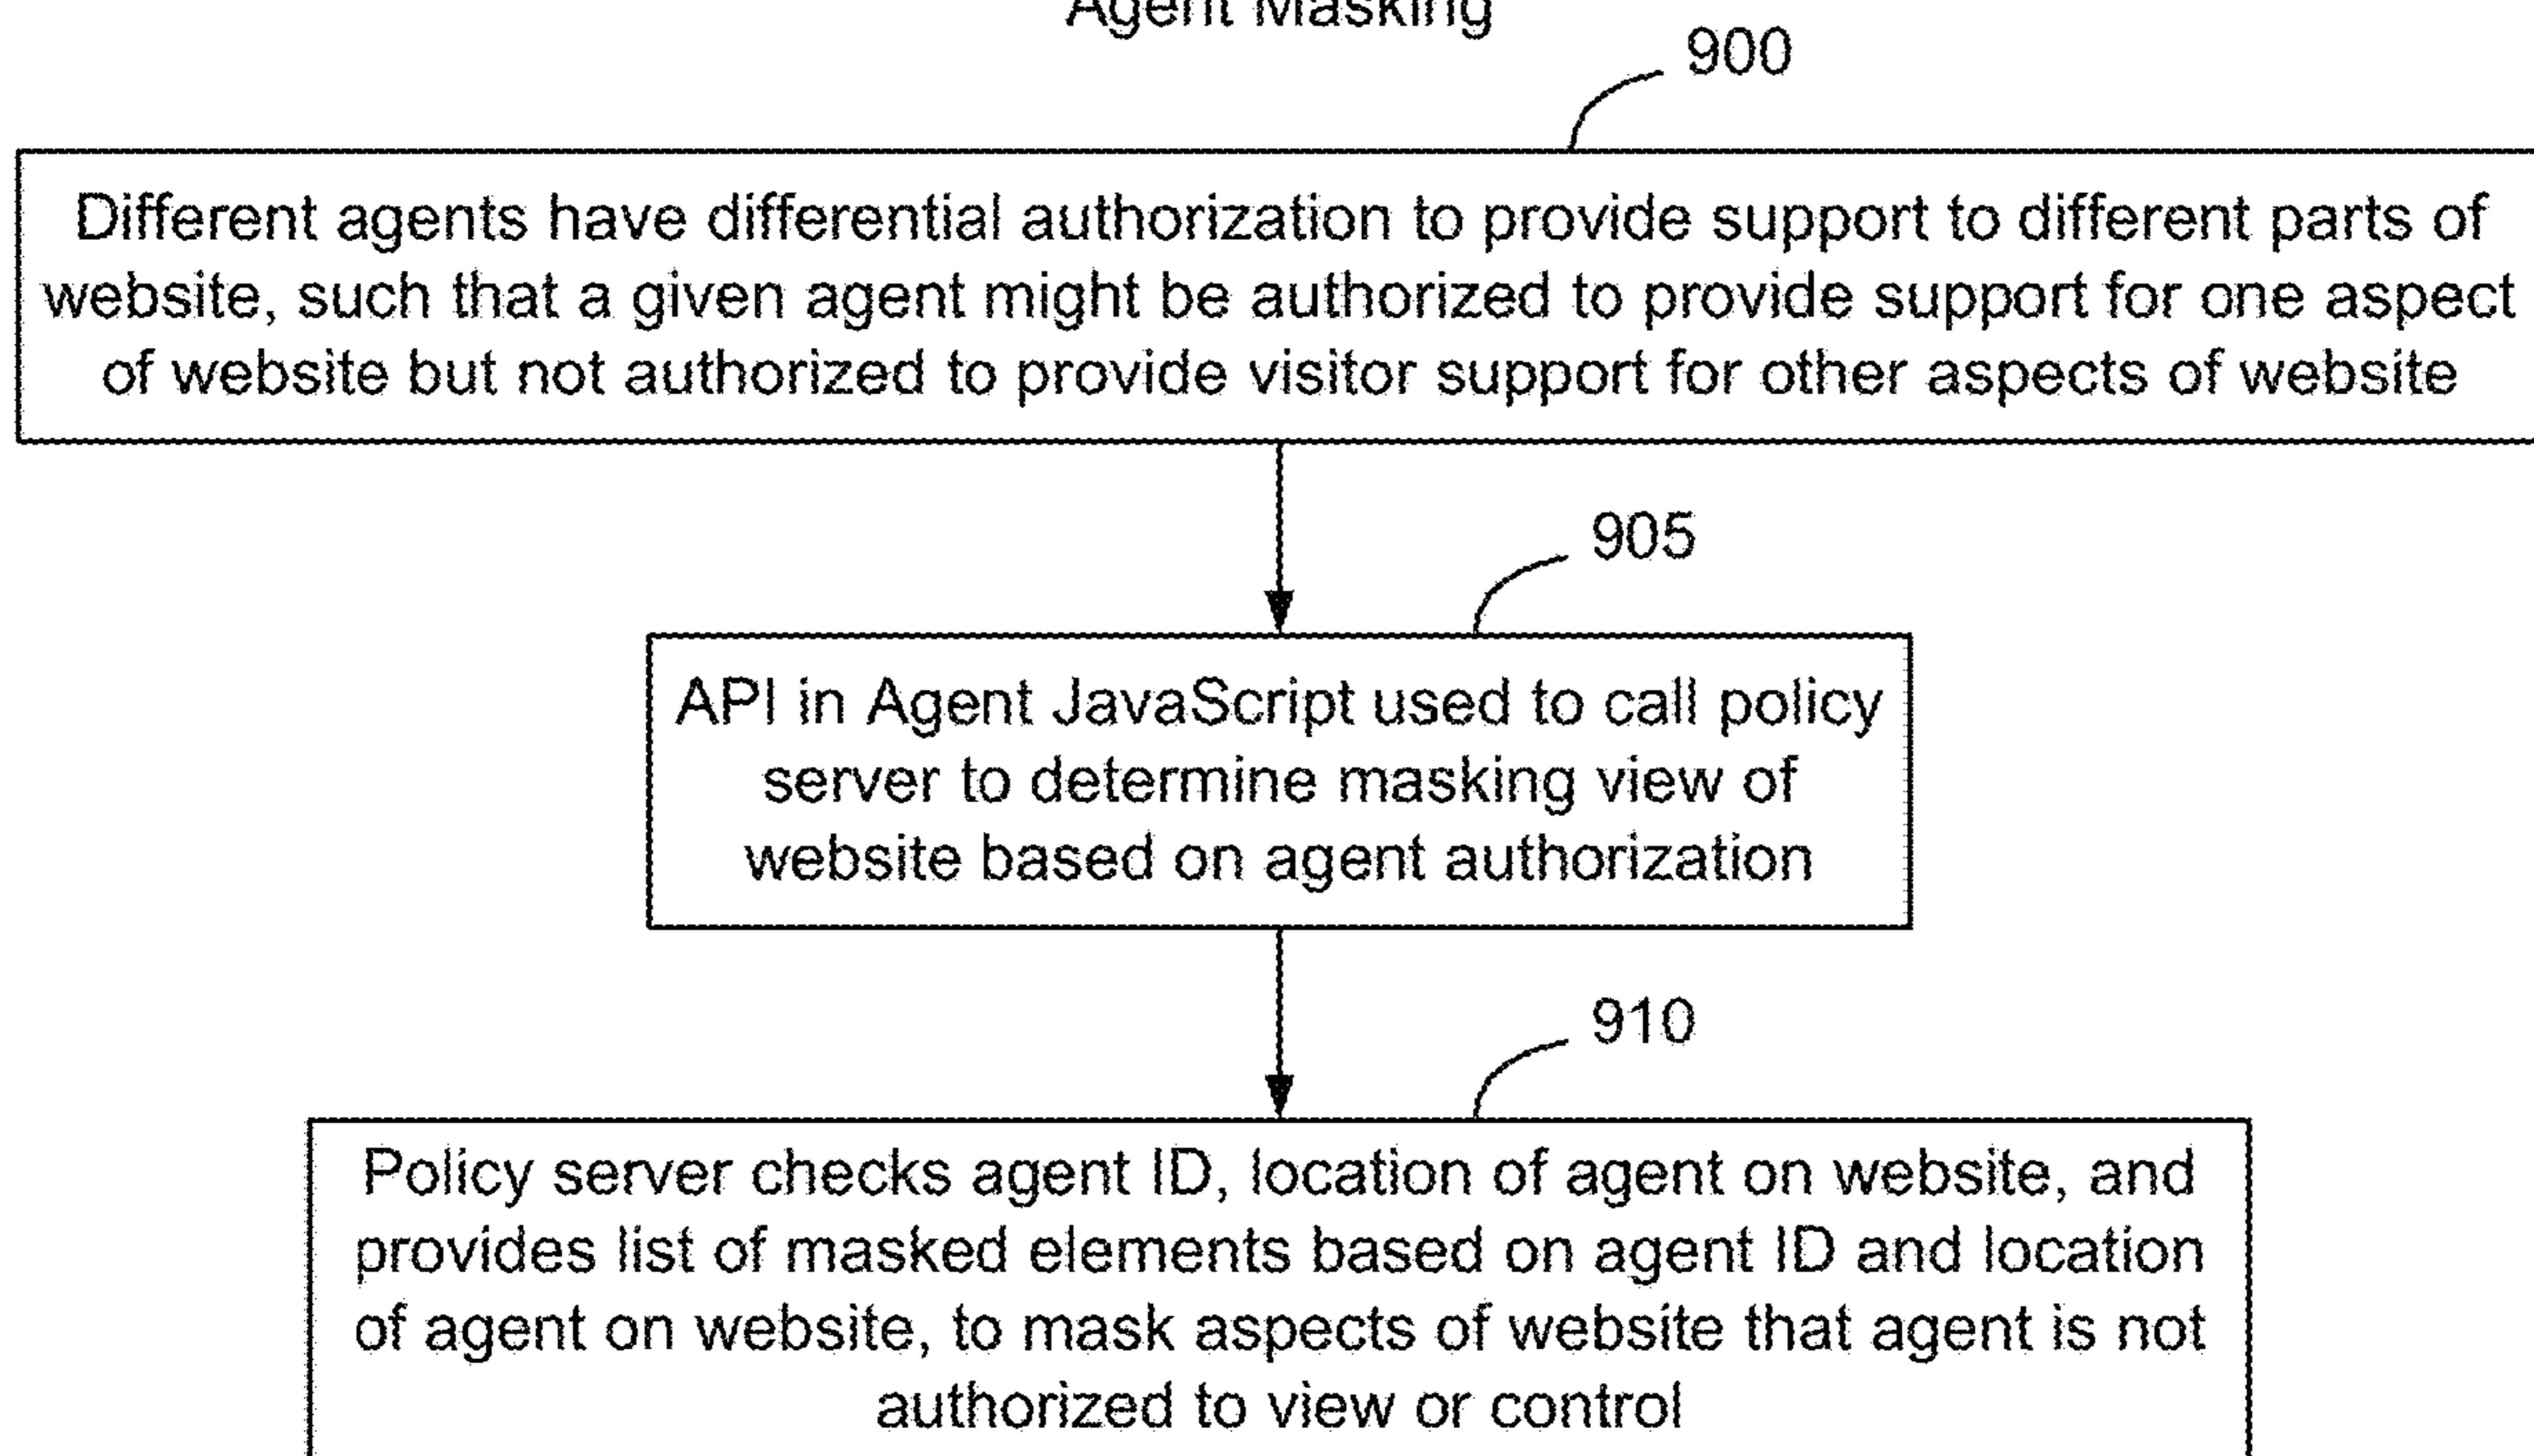 Agent Masking
900
Different agents have differential authorization to provide support to different parts of
website, such that a given agent might be authorized to provide support for one aspect
of website but not authorized to provide visitor support for other aspects of website
905
API in Agent JavaScript used to call policy
server to determine masking view of
website based on agent authorization
910
Policy server checks agent ID, location of agent on website, and
provides list of masked elements based on agent ID and location
of agent on website, to mask aspects of website that agent is not
authorized to view or control